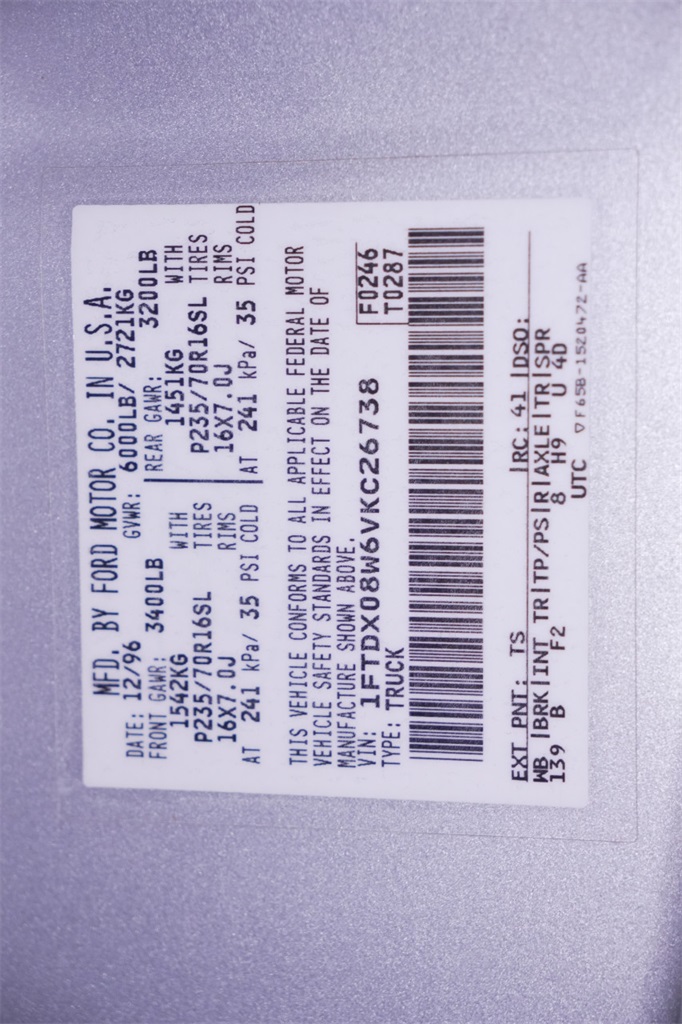 MFD. BY FORD MOTOR CO. IN U.S.A.
DATE: 12/96 GVWR: 6000LB/ 2721KG
FRONT GAWR: 3400LB REAR GAWR: 3200LB
1542KG WITH 1451KG WITH
P235/70R16SL TIRES P235/70R16SL TIRES
16X7.0J RIMS 16X7.0J RIMS
AT 241 kPa/ 35 PSI COLD AT 241 kPa/ 35 PSI COLD
THIS VEHICLE CONFORMS TO ALL APPLICABLE FEDERAL MOTOR
VEHICLE SAFETY STANDARDS IN EFFECT ON THE DATE OF
MANUFACTURE SHOWN ABOVE.
VIN: 1FTDX08W6VKC26738 F0246
TYPE: TRUCK T0287
EXT PNT: TS |RC: 41 |DSO:
WB |BRK|INT TR|TP/PS|R|AXLE|TR|SPR
139 B F2 8 H9 U 4D
UTC ▽F65B-1520472-AA